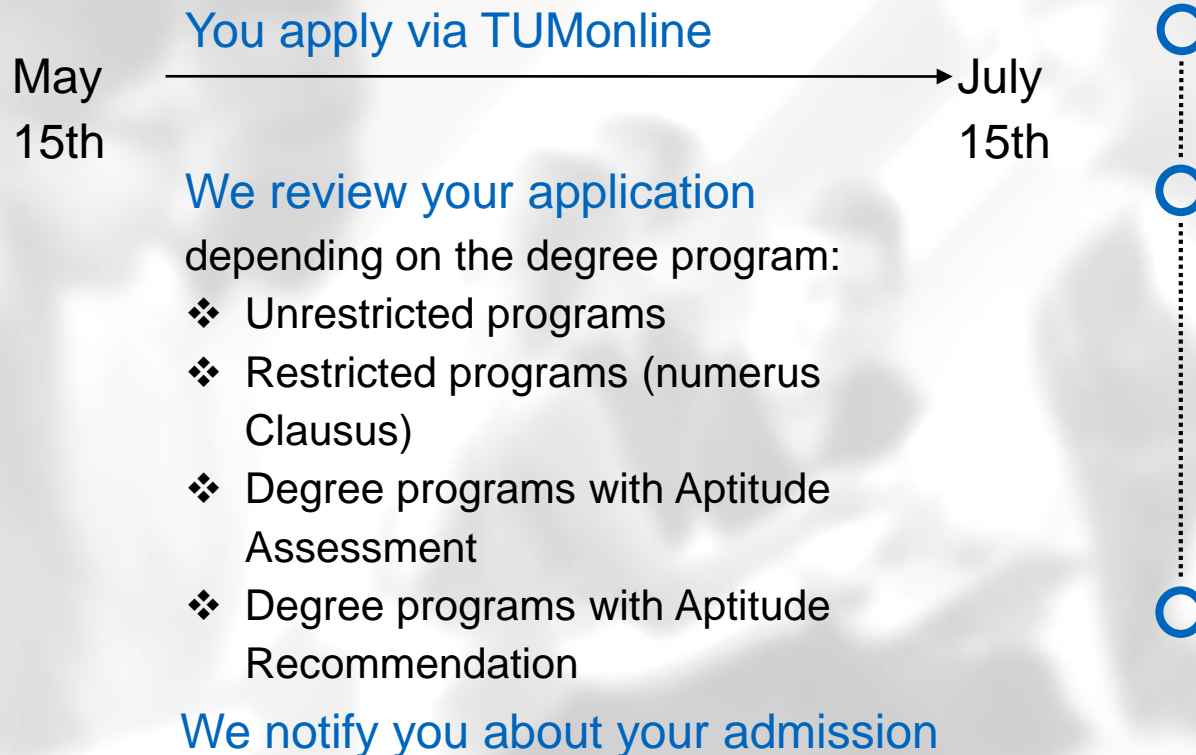 You apply via TUMonline
May
15th
July
15th
We review your application
depending on the degree program:
❖ Unrestricted programs
❖ Restricted programs (numerus
Clausus)
❖ Degree programs with Aptitude
Assessment
❖ Degree programs with Aptitude
Recommendation
We notify you about your admission